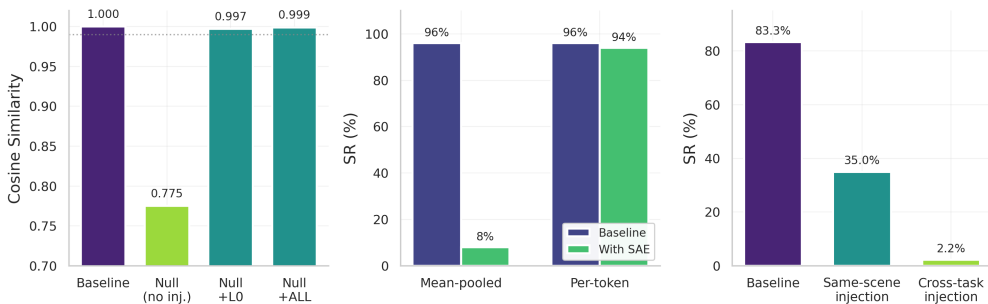 Cosine Similarity
1.00
0.95
0.90
0.85
0.80
0.75
0.70
1.000
0.775
0.997
0.999
Baseline
Null
(no inj.)
Null
+L0
Null
+ALL
SR (%)
100
80
60
40
20
0
96%
8%
96%
94%
Baseline
With SAE
Mean-pooled
Per-token
SR (%)
80
60
40
20
0
83.3%
35.0%
2.2%
Baseline
Same-scene
injection
Cross-task
injection